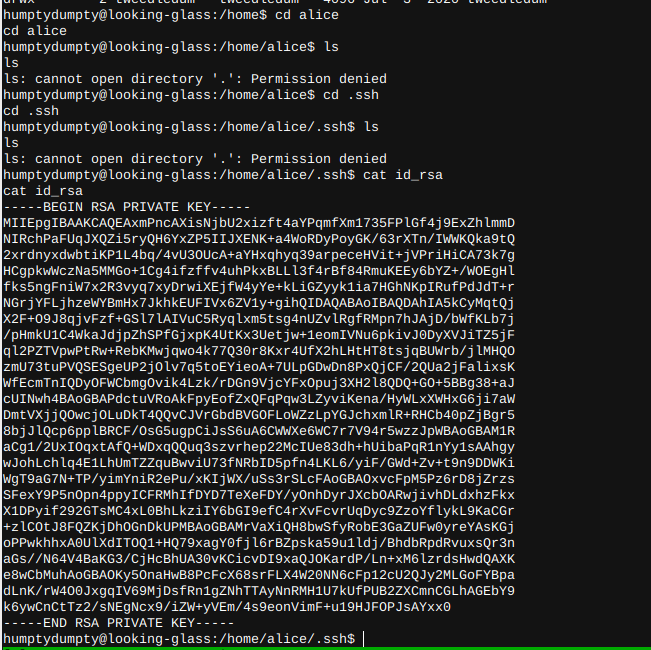 2 tweedledum tweedledum 4096 Jul 3 2020 tweedledum
humptydumpty@looking-glass:/home$ cd alice
cd alice
humptydumpty@looking-glass:/home/alice$ ls
ls
ls: cannot open directory '.': Permission denied
humptydumpty@looking-glass:/home/alice$ cd .ssh
cd .ssh
humptydumpty@looking-glass:/home/alice/.ssh$ ls
ls
ls: cannot open directory '.': Permission denied
humptydumpty@looking-glass:/home/alice/.ssh$ cat id_rsa
cat id_rsa
-----BEGIN RSA PRIVATE KEY-----
MIIEpgIBAAKCAQEAxmPncAXisNjbU2xizft4aYPqmfXm1735FPlGf4j9ExZhlmmD
NIRchPaFUqJXQZi5ryQH6YxZP5IIJXENK+a4WoRDyPoyGK/63rXTn/IWWKQka9tQ
2xrdnyxdwbtiKP1L4bq/4vU3OUcA+aYHxqhyq39arpeceHVit+jVPriHiCA73k7g
HCgpkwWczNa5MMGo+1Cg4ifzffv4uhPkxBLLl3f4rBf84RmuKEEy6bYZ+/WOEgHl
fks5ngFniW7x2R3vyq7xyDrwiXEjfW4yYe+kLiGZyyk1ia7HGhNKpIRufPdJdT+r
NGrjYFLjhzeWYBmHx7JkhkEUFIVx6ZV1y+gihQIDAQABAoIBAQDAhIA5kCyMqtQj
X2F+O9J8qjvFzf+GSl7lAIVuC5Ryqlxm5tsg4nUZvlRgfRMpn7hJAjD/bWfKLb7j
/pHmkU1C4WkaJdjpZhSPfGjxpK4UtKx3Uetjw+1eomIVNu6pkivJ0DyXVJiTZ5jF
ql2PZTVpwPtRw+RebKMwjqwo4k77Q30r8Kxr4UfX2hLHtHT8tsjqBUWrb/jlMHQO
zmU73tuPVQSESgeUP2jOlv7q5toEYieoA+7ULpGDwDn8PxQjCF/2QUa2jFalixsK
WfEcmTnIQDyOFWCbmgOvik4Lzk/rDGn9VjcYFxOpuj3XH2l8QDQ+GO+5BBg38+aJ
cUINwh4BAoGBAPdctuVRoAkFpyEofZxQFqPqw3LZyviKena/HyWLxXWHxG6ji7aW
DmtVXjjQOwcjOLuDkT4QQvCJVrGbdBVGOFLoWZzLpYGJchxmlR+RHCb40pZjBgr5
8bjJlQcp6pplBRCF/OsG5ugpCiJsS6uA6CWWXe6WC7r7V94r5wzzJpWBAoGBAM1R
aCg1/2UxIOqxtAfQ+WDxqQQuq3szvrhep22McIUe83dh+hUibaPqR1nYy1sAAhgy
wJohLchlq4E1LhUmTZZquBwviU73fNRbID5pfn4LKL6/yiF/GWd+Zv+t9n9DDWKi
WgT9aG7N+TP/yimYniR2ePu/xKIjWX/uSs3rSLcFAoGBAOxvcFpM5Pz6rD8jZrzs
SFexY9P5nOpn4ppyICFRMhIfDYD7TeXeFDY/yOnhDyrJXcbOARwjivhDLdxhzFkx
X1DPyif292GTsMC4xL0BhLkziIY6bGI9efC4rXvFcvrUqDyc9ZzoYflykL9KaCGr
+zlCOtJ8FQZKjDhOGnDkUPMBAoGBAMrVaXiQH8bwSfyRobE3GaZUFw0yreYAsKGj
oPPwkhhxA0UlXdITOQ1+HQ79xagY0fjl6rBZpska59u1ldj/BhdbRpdRvuxsQr3n
aGs//N64V4BaKG3/CjHcBhUA30vKCicvDI9xaQJOKardP/Ln+xM6lzrdsHwdQAXK
e8wCbMuhAoGBAOKy5OnaHwB8PcFcX68srFLX4W20NN6cFp12cU2QJy2MLGoFYBpa
dLnK/rW4O0JxgqIV69MjDsfRn1gZNhTTAyNnRMH1U7kUfPUB2ZXCmnCGLhAGEbY9
k6ywCnCtTz2/sNEgNcx9/iZW+yVEm/4s9eonVimF+u19HJFOPJsAYxx0
-----END RSA PRIVATE KEY-----
humptydumpty@looking-glass:/home/alice/.ssh$